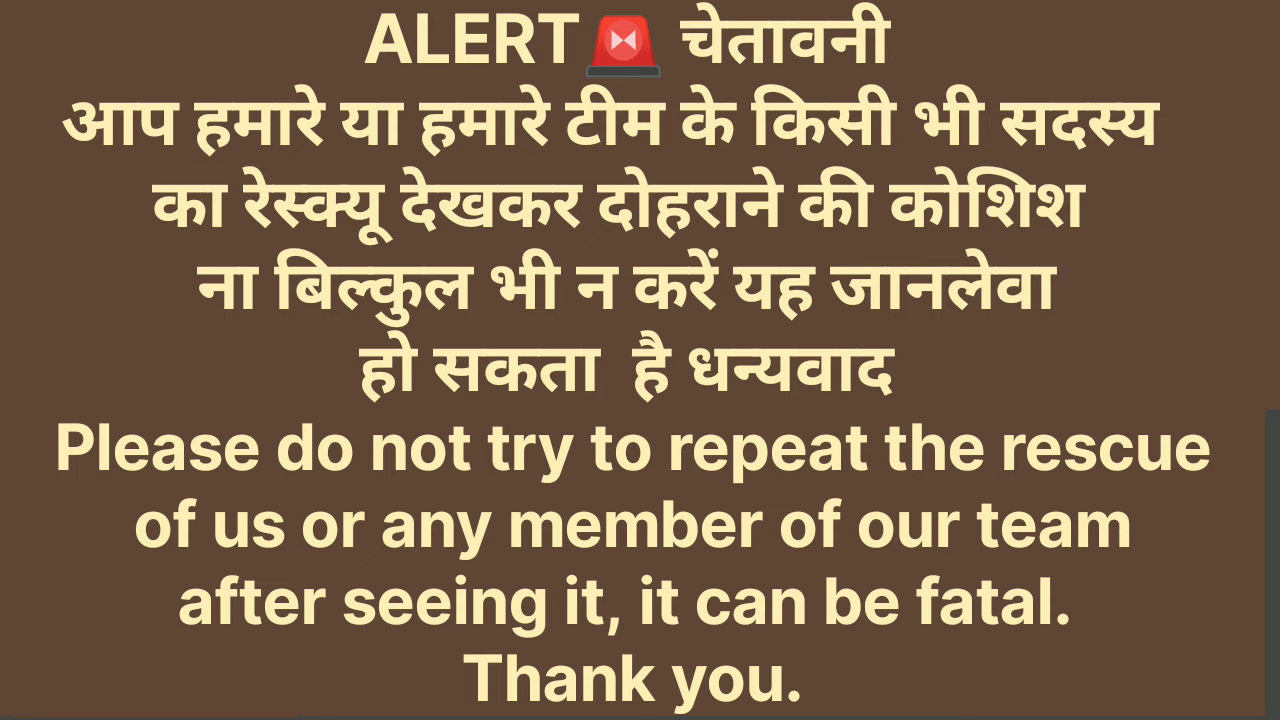 ALERT🚨 चेतावनी
आप हमारे या हमारे टीम के किसी भी सदस्य
का रेस्क्यू देखकर दोहराने की कोशिश
ना बिल्कुल भी न करें यह जानलेवा
हो सकता है धन्यवाद
Please do not try to repeat the rescue
of us or any member of our team
after seeing it, it can be fatal.
Thank you.